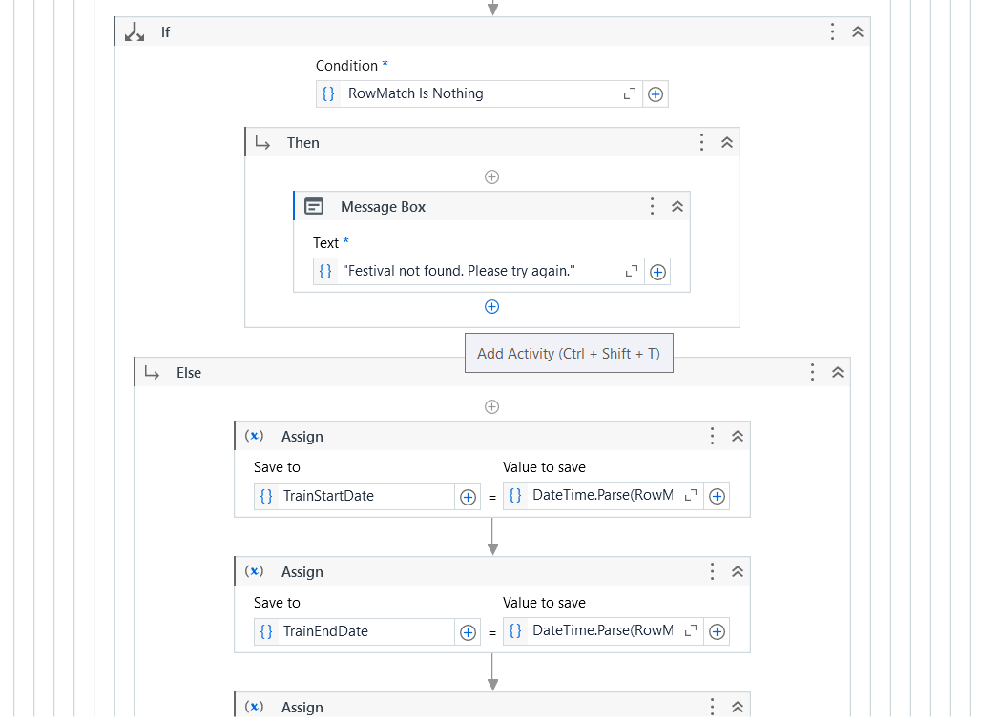 If
Condition *
{} RowMatch Is Nothing
Then
Message Box
Text *
{} "Festival not found. Please try again."
Add Activity (Ctrl + Shift + T)
Else
(x) Assign
Save to Value to save
{} TrainStartDate = {} DateTime.Parse(RowM
(x) Assign
Save to Value to save
{} TrainEndDate = {} DateTime.Parse(RowM
(x) Assign